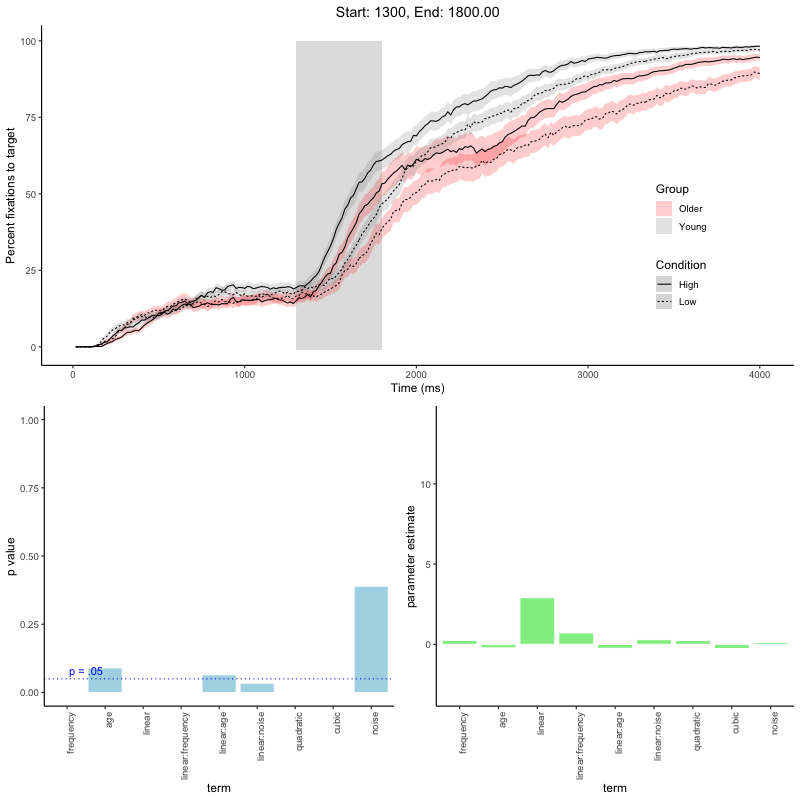 Start: 1300, End: 1800.00
Percent fixations to target
100
75
50
25
0
0
1000
2000
3000
4000
Time (ms)
Group
Older
Young
Condition
High
Low
p value
1.00
0.75
0.50
0.25
0.00
p = .05
frequency
age
linear
linear:frequency
linear:age
linear:noise
quadratic
cubic
noise
term
parameter estimate
10
5
0
frequency
age
linear
linear:frequency
linear:age
linear:noise
quadratic
cubic
noise
term